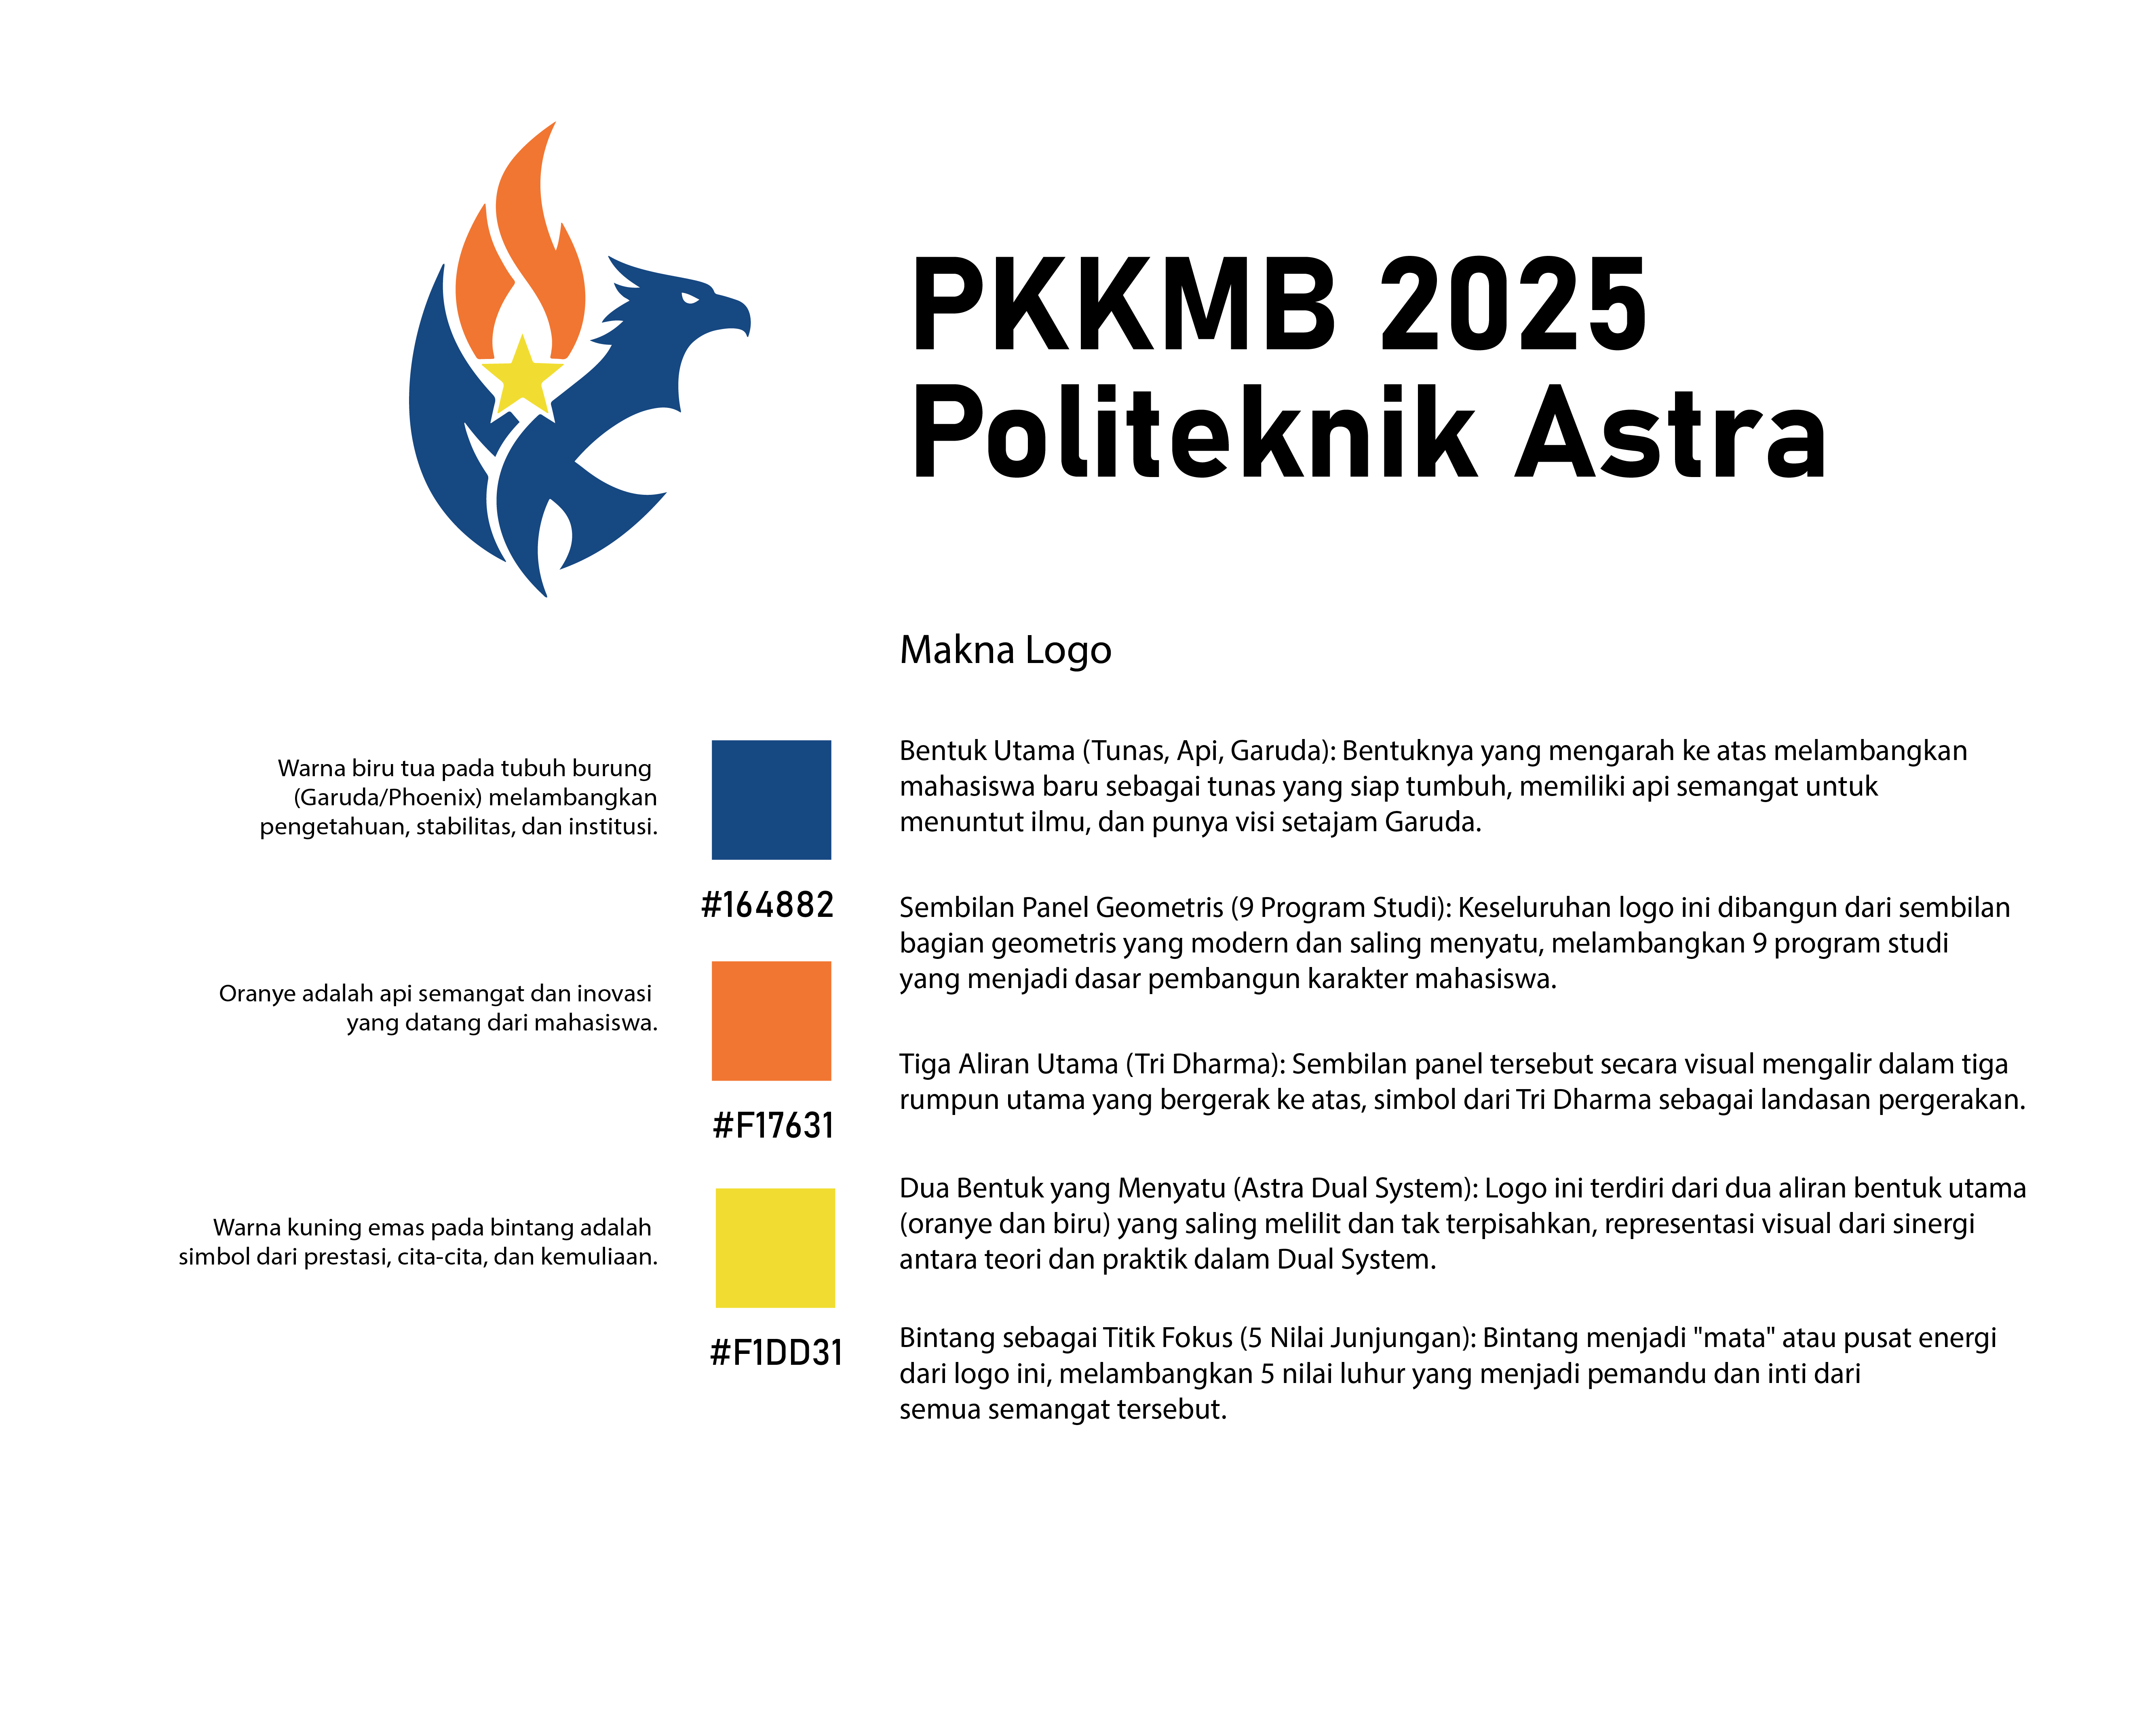 PKKMB 2025
Politeknik Astra
Makna Logo
Warna biru tua pada tubuh burung
(Garuda/Phoenix) melambangkan
pengetahuan, stabilitas, dan institusi.
#164882
Oranye adalah api semangat dan inovasi
yang datang dari mahasiswa.
#F17631
Warna kuning emas pada bintang adalah
simbol dari prestasi, cita-cita, dan kemuliaan.
#F1DD31
Bentuk Utama (Tunas, Api, Garuda): Bentuknya yang mengarah ke atas melambangkan
mahasiswa baru sebagai tunas yang siap tumbuh, memiliki api semangat untuk
menuntut ilmu, dan punya visi setajam Garuda.
Sembilan Panel Geometris (9 Program Studi): Keseluruhan logo ini dibangun dari sembilan
bagian geometris yang modern dan saling menyatu, melambangkan 9 program studi
yang menjadi dasar pembangun karakter mahasiswa.
Tiga Aliran Utama (Tri Dharma): Sembilan panel tersebut secara visual mengalir dalam tiga
rumpun utama yang bergerak ke atas, simbol dari Tri Dharma sebagai landasan pergerakan.
Dua Bentuk yang Menyatu (Astra Dual System): Logo ini terdiri dari dua aliran bentuk utama
(oranye dan biru) yang saling melilit dan tak terpisahkan, representasi visual dari sinergi
antara teori dan praktik dalam Dual System.
Bintang sebagai Titik Fokus (5 Nilai Junjungan): Bintang menjadi "mata" atau pusat energi
dari logo ini, melambangkan 5 nilai luhur yang menjadi pemandu dan inti dari
semua semangat tersebut.